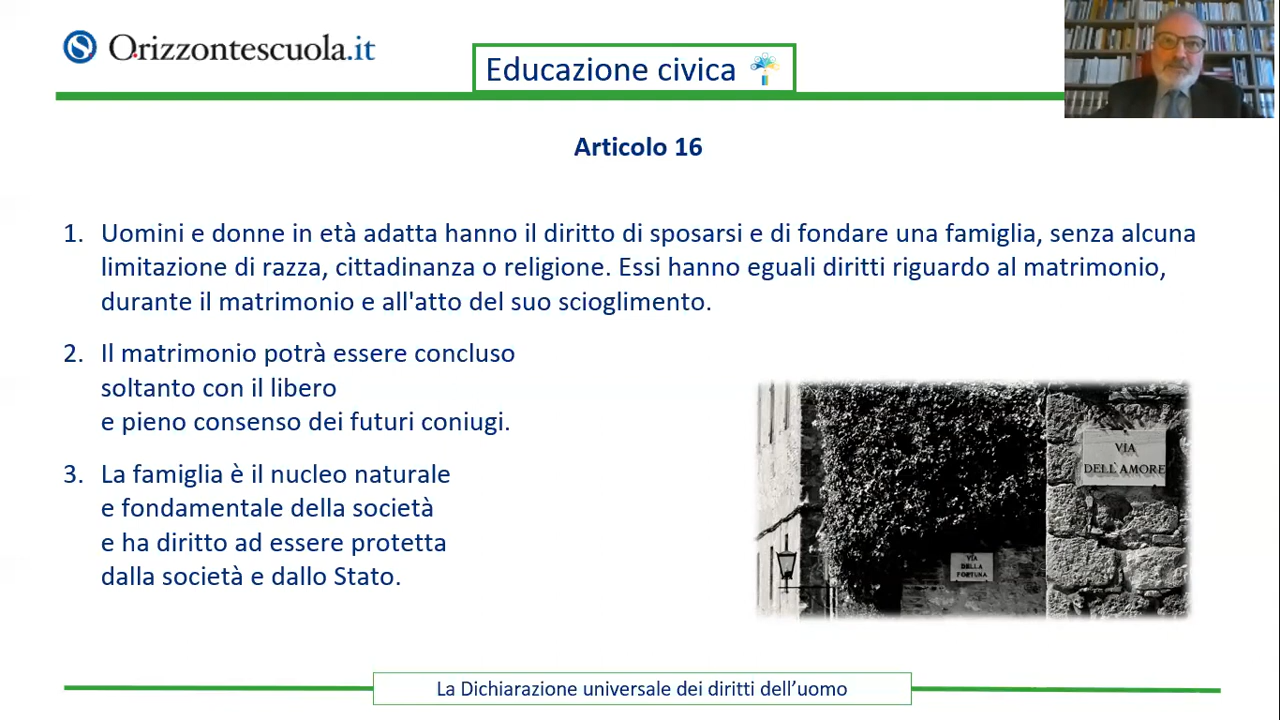 Orizzontescuola.it
Educazione civica
Articolo 16
1. Uomini e donne in età adatta hanno il diritto di sposarsi e di fondare una famiglia, senza alcuna
limitazione di razza, cittadinanza o religione. Essi hanno eguali diritti riguardo al matrimonio,
durante il matrimonio e all'atto del suo scioglimento.
2. Il matrimonio potrà essere concluso
soltanto con il libero
e pieno consenso dei futuri coniugi.
3. La famiglia è il nucleo naturale
e fondamentale della società
e ha diritto ad essere protetta
dalla società e dallo Stato.
VIA
DELL'AMORE
VIA
DELLA
FORTUNA
La Dichiarazione universale dei diritti dell’uomo